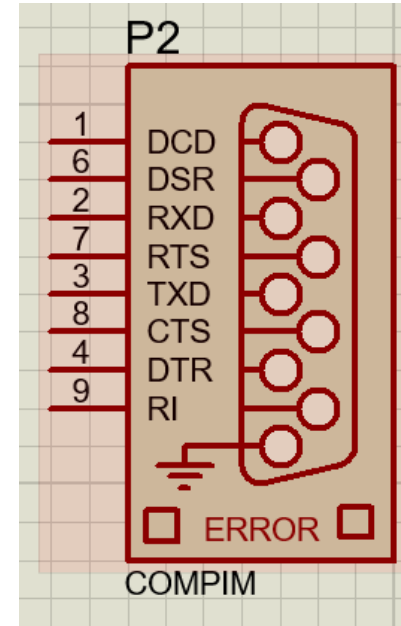 P2
1 DCD
6 DSR
2 RXD
7 RTS
3 TXD
8 CTS
4 DTR
9 RI
ERROR
COMPIM